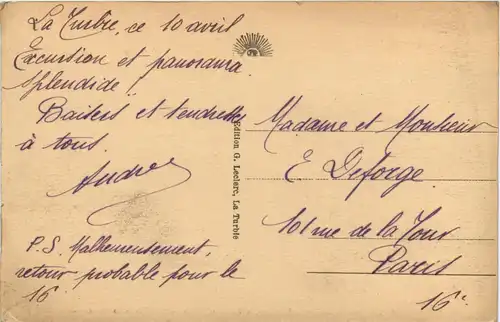 La Turbie, ce 10 avril
Excursion et panorama
splendide.
Baisers et tendresses
à tous.
Andrée
P.S. Malheureusement,
retour probable pour le
16
Edition G. Leclerc, La Turbie
Madame et Monsieur
E. Deforge
101 rue de la Tour
Paris
16e